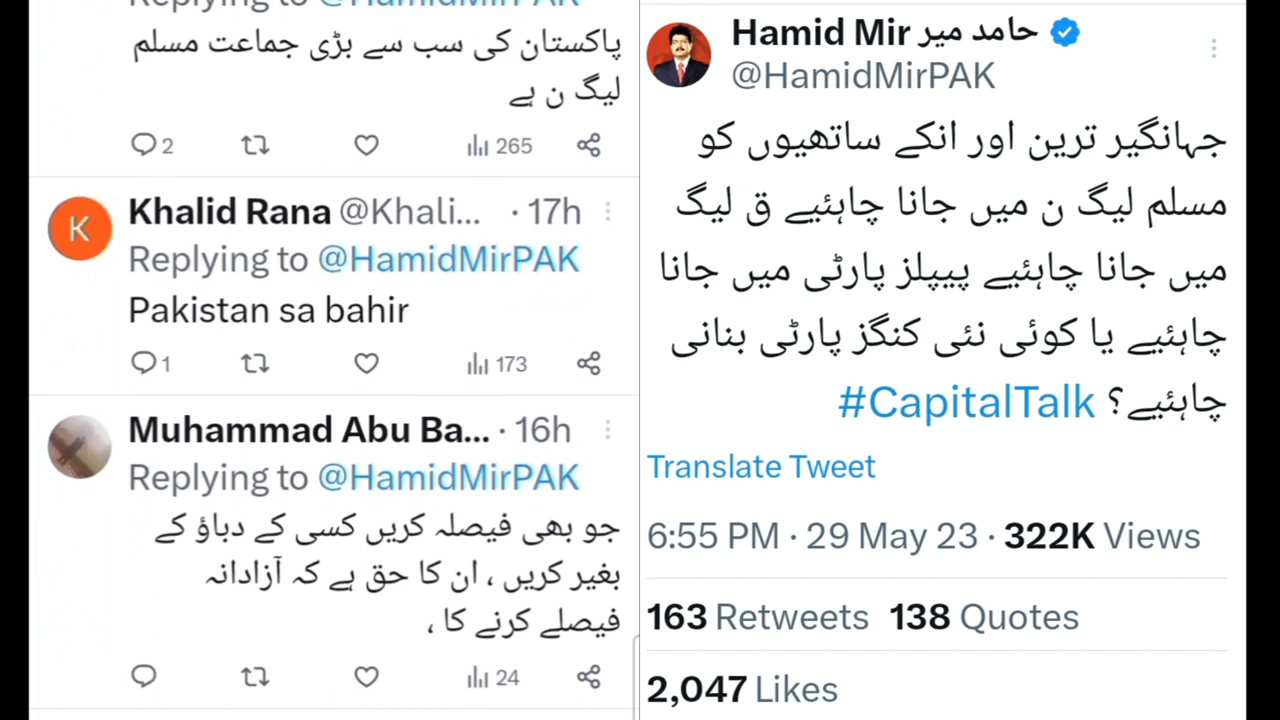 Replying to @HamidMirPAK
پاکستان کی سب سے بڑی جماعت مسلم
لیگ ن ہے
2 265
Khalid Rana @Khali... · 17h
Replying to @HamidMirPAK
Pakistan sa bahir
1 173
Muhammad Abu Ba... · 16h
Replying to @HamidMirPAK
جو بھی فیصلہ کریں کسی کے دباؤ کے
بغیر کریں ، ان کا حق ہے کہ آزادانہ
فیصلے کرنے کا ،
24
K
Hamid Mir حامد میر
@HamidMirPAK
جہانگیر ترین اور انکے ساتھیوں کو
مسلم لیگ ن میں جانا چاہئیے ق لیگ
میں جانا چاہئیے پیپلز پارٹی میں جانا
چاہئیے یا کوئی نئی کنگز پارٹی بنانی
چاہئیے؟ #CapitalTalk
Translate Tweet
6:55 PM · 29 May 23 · 322K Views
163 Retweets 138 Quotes
2,047 Likes